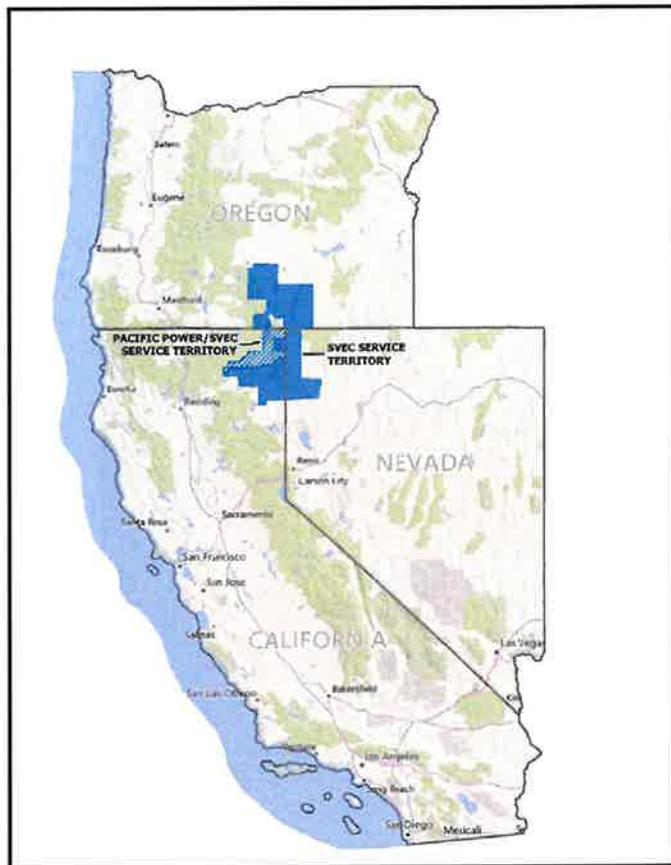 Salem
Eugene
OREGON
Roseburg
Medford
PACIFIC POWER/SVEC
SERVICE TERRITORY
SVEC SERVICE
TERRITORY
Eureka
Redding
NEVADA
Reno
Carson City
Sacramento
Santa Rosa
San Francisco
San Jose
Salinas
CALIFORNIA
Las Vegas
San Luis Obispo
Bakersfield
Los Angeles
Long Beach
San Diego
Mexicali